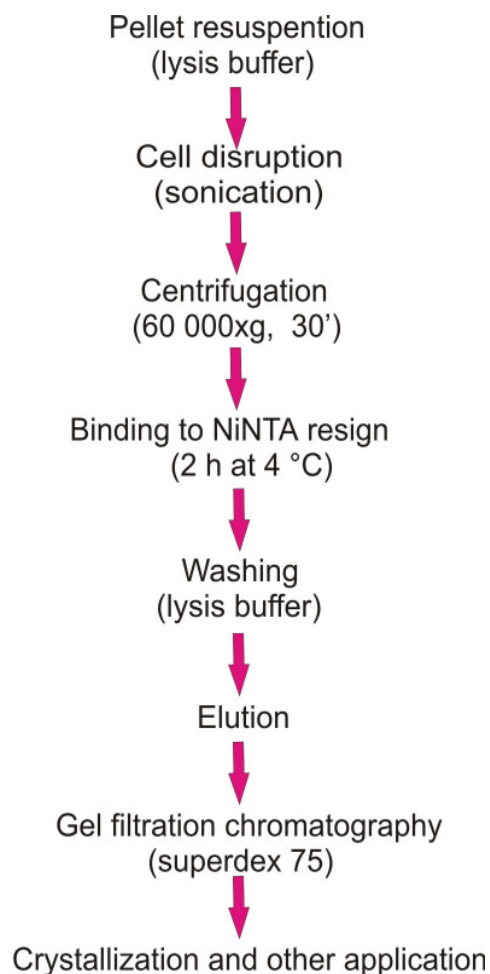 Pellet resuspention
(lysis buffer)
Cell disruption
(sonication)
Centrifugation
(60 000xg, 30')
Binding to NiNTA resign
(2 h at 4 °C)
Washing
(lysis buffer)
Elution
Gel filtration chromatography
(superdex 75)
Crystallization and other application